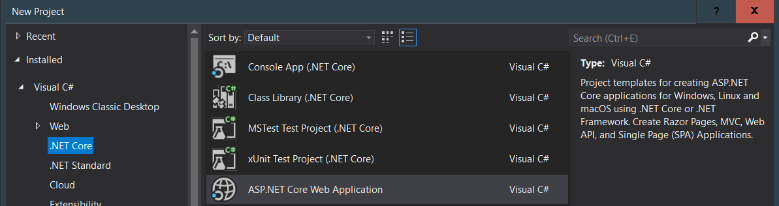 New Project
?
X
Recent
Installed
Visual C#
Windows Classic Desktop
Web
.NET Core
.NET Standard
Cloud
Extensibility
Sort by: Default
Console App (.NET Core) Visual C#
Class Library (.NET Core) Visual C#
MSTest Test Project (.NET Core) Visual C#
xUnit Test Project (.NET Core) Visual C#
ASP.NET Core Web Application Visual C#
Search (Ctrl+E)
Type: Visual C#
Project templates for creating ASP.NET
Core applications for Windows, Linux and
macOS using .NET Core or .NET
Framework. Create Razor Pages, MVC, Web
API, and Single Page (SPA) Applications.